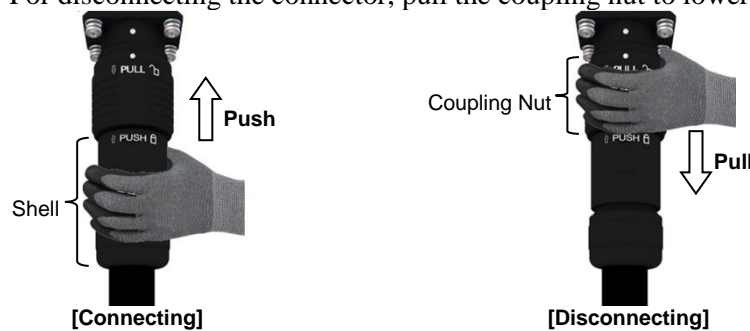 For disconnecting the connector, pull the coupling nut to lower
PULL
Push
PUSH
Shell
[Connecting]
PULL
Coupling Nut
PUSH
Pull
[Disconnecting]